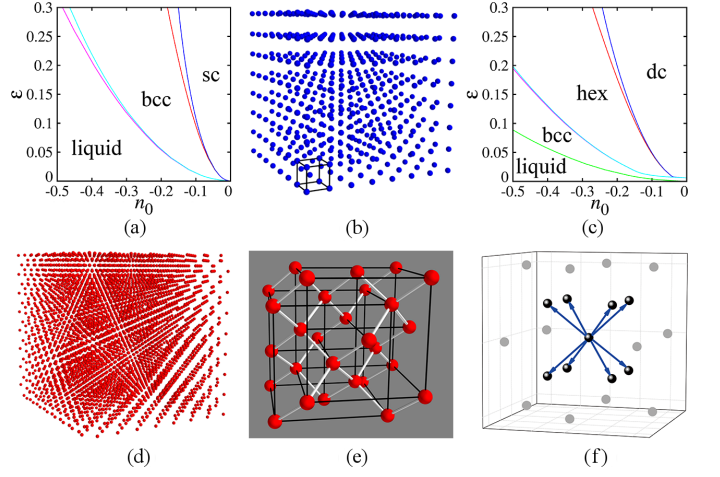 0.3
0.25
0.2
0.15
0.1
0.05
0
ε
-0.5
-0.4
-0.3
-0.2
-0.1
0
n0
liquid
bcc
sc
(a)
(b)
0.3
0.25
0.2
0.15
0.1
0.05
0
ε
-0.5
-0.4
-0.3
-0.2
-0.1
0
n0
liquid
bcc
hex
dc
(c)
(d)
(e)
(f)